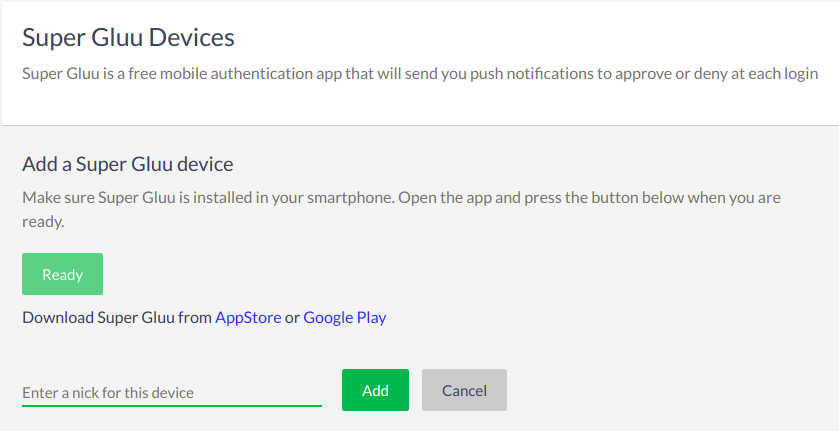 Super Gluu Devices
Super Gluu is a free mobile authentication app that will send you push notifications to approve or deny at each login
Add a Super Gluu device
Make sure Super Gluu is installed in your smartphone. Open the app and press the button below when you are
ready.
Ready
Download Super Gluu from AppStore or Google Play
Enter a nick for this device Add Cancel